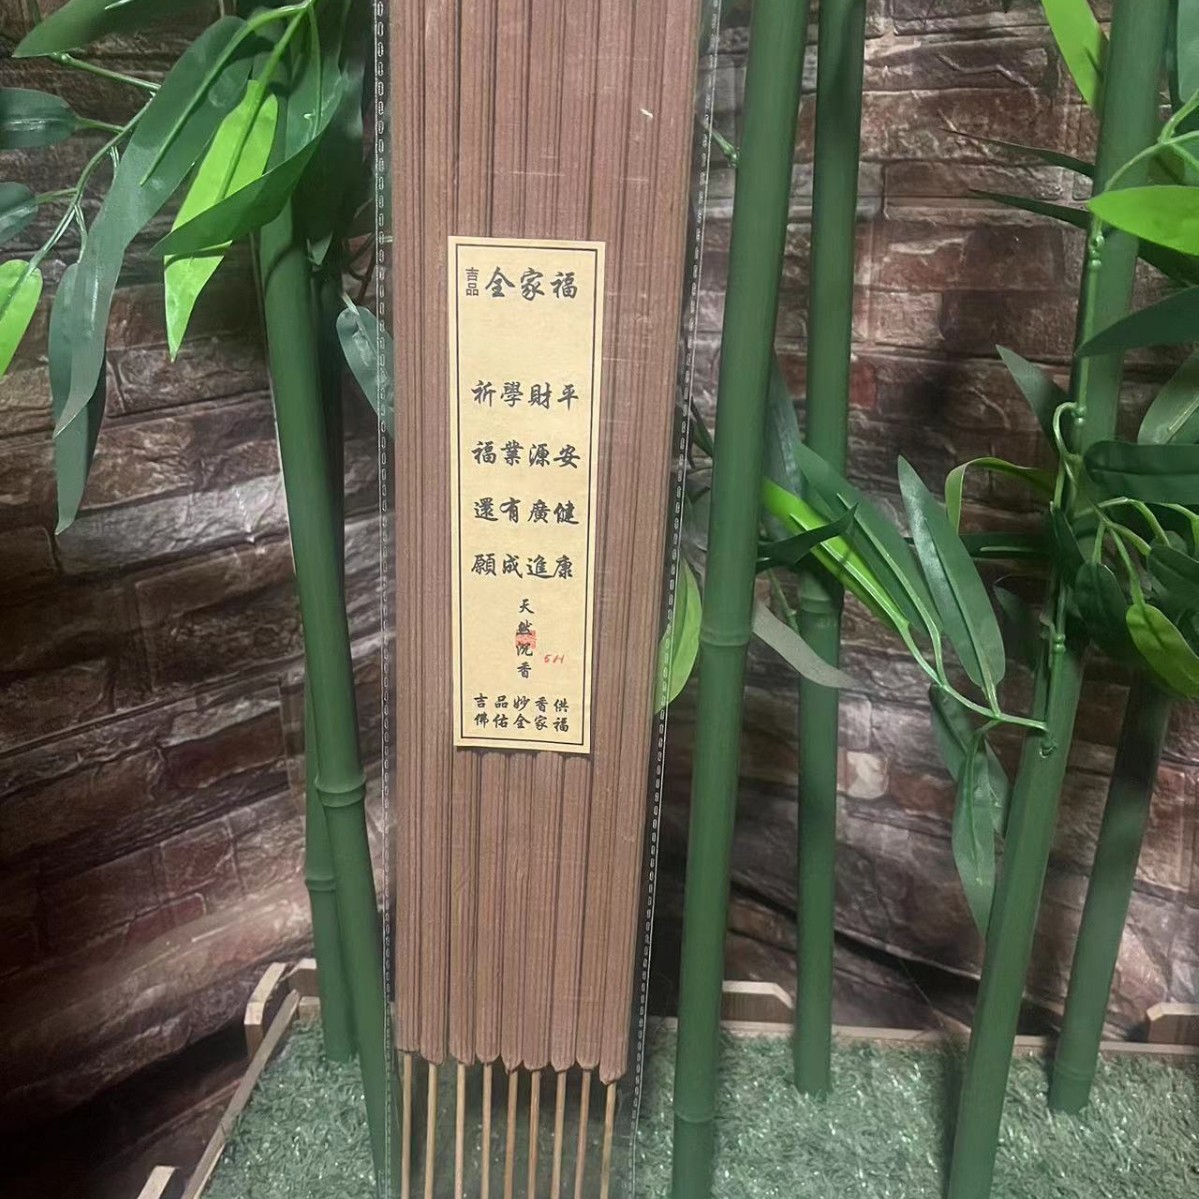 吉品 全家福
平安健康
財源廣進
學業有成
祈福還願
天然沉香
5H
吉品妙香供
佛佑全家福